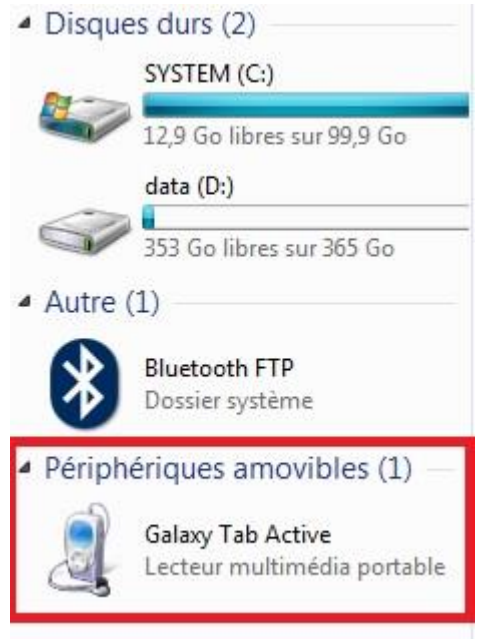 Disques durs (2)
SYSTEM (C:)
12,9 Go libres sur 99,9 Go
data (D:)
353 Go libres sur 365 Go
Autre (1)
Bluetooth FTP
Dossier système
Périphériques amovibles (1)
Galaxy Tab Active
Lecteur multimédia portable